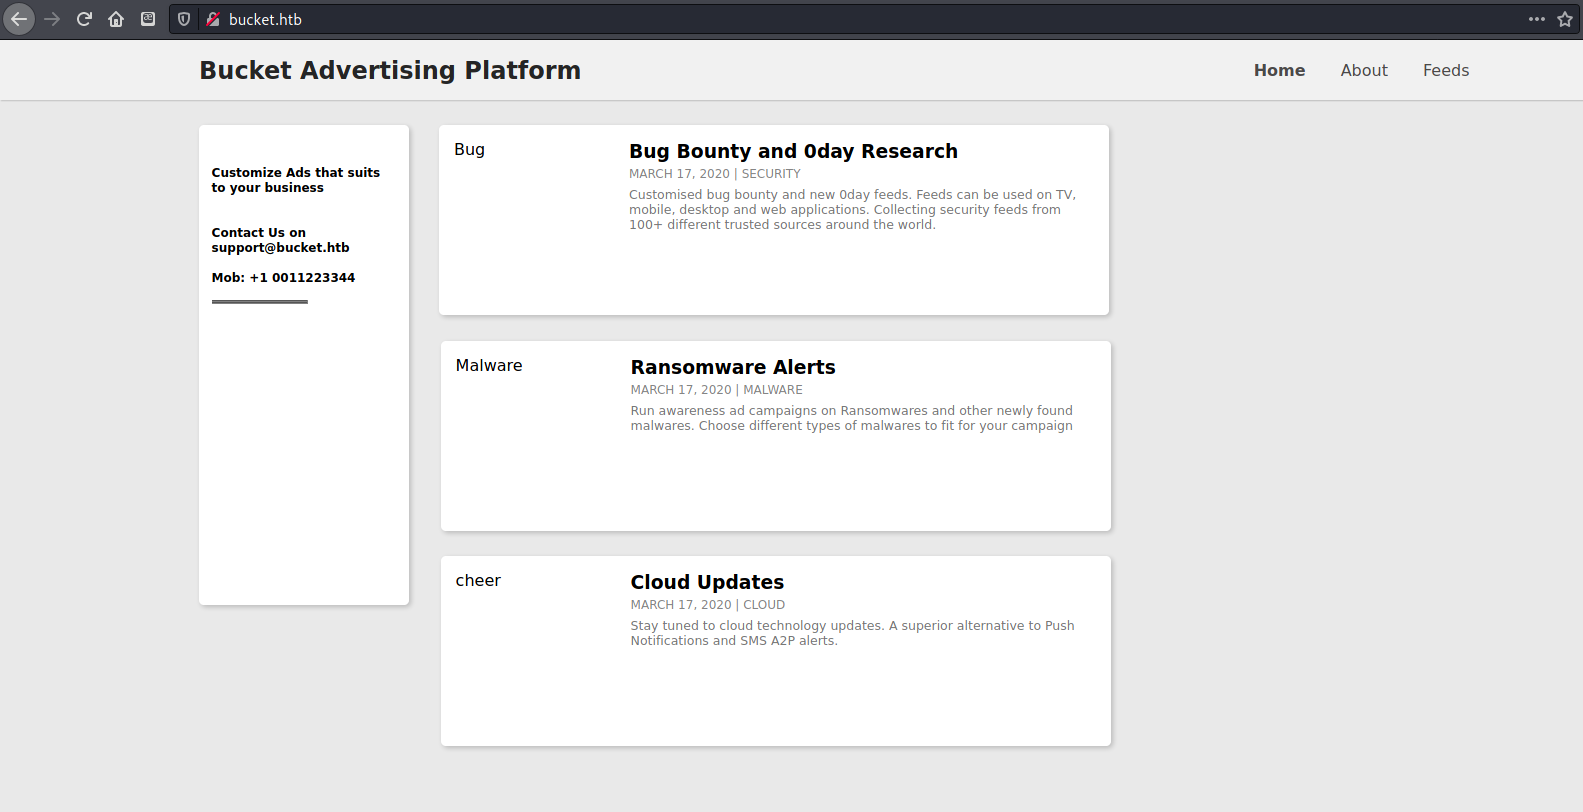 bucket.htb
Bucket Advertising Platform
Home About Feeds
Customize Ads that suits
to your business
Contact Us on
support@bucket.htb
Mob: +1 0011223344
Bug
Bug Bounty and 0day Research
MARCH 17, 2020 | SECURITY
Customised bug bounty and new 0day feeds. Feeds can be used on TV,
mobile, desktop and web applications. Collecting security feeds from
100+ different trusted sources around the world.
Malware
Ransomware Alerts
MARCH 17, 2020 | MALWARE
Run awareness ad campaigns on Ransomwares and other newly found
malwares. Choose different types of malwares to fit for your campaign
cheer
Cloud Updates
MARCH 17, 2020 | CLOUD
Stay tuned to cloud technology updates. A superior alternative to Push
Notifications and SMS A2P alerts.